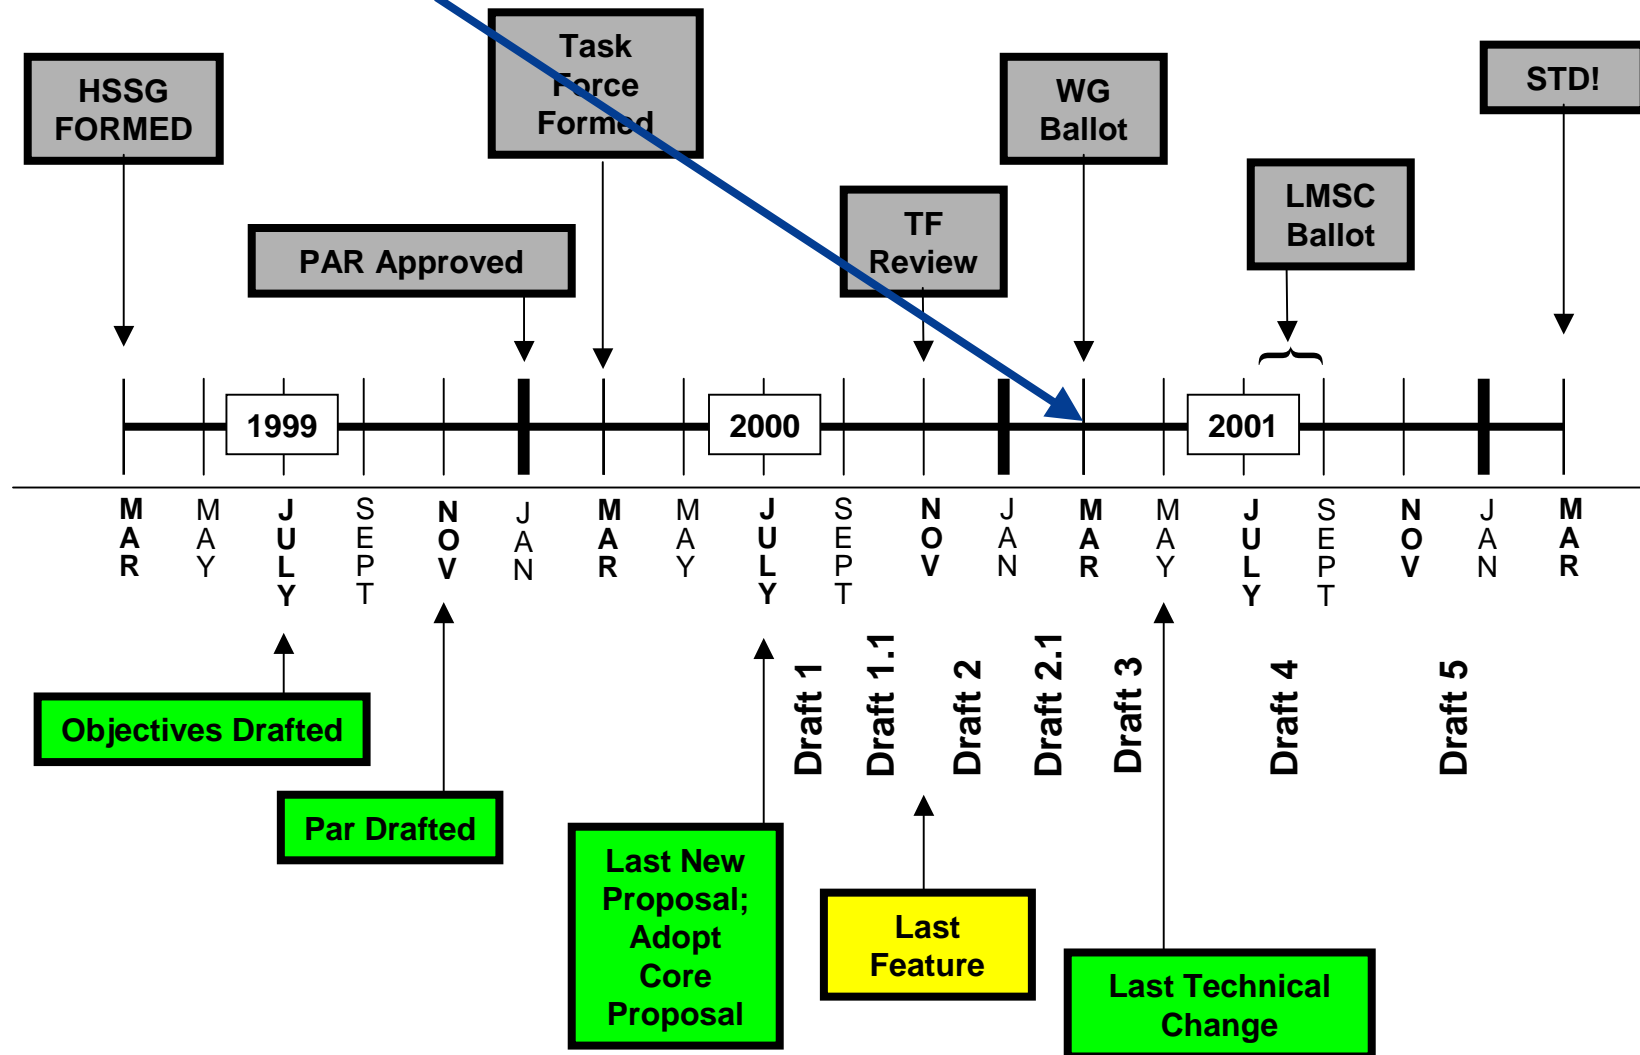 HSSG
FORMED
Task
Force
Formed
WG
Ballot
STD!
PAR Approved
TF
Review
LMSC
Ballot
1999
2000
2001
MAR
MAY
JULY
SEPT
NOV
JAN
MAR
MAY
JULY
SEPT
NOV
JAN
MAR
MAY
JULY
SEPT
NOV
JAN
MAR
Draft 1
Draft 1.1
Draft 2
Draft 2.1
Draft 3
Draft 4
Draft 5
Objectives Drafted
Par Drafted
Last New
Proposal;
Adopt
Core
Proposal
Last
Feature
Last Technical
Change